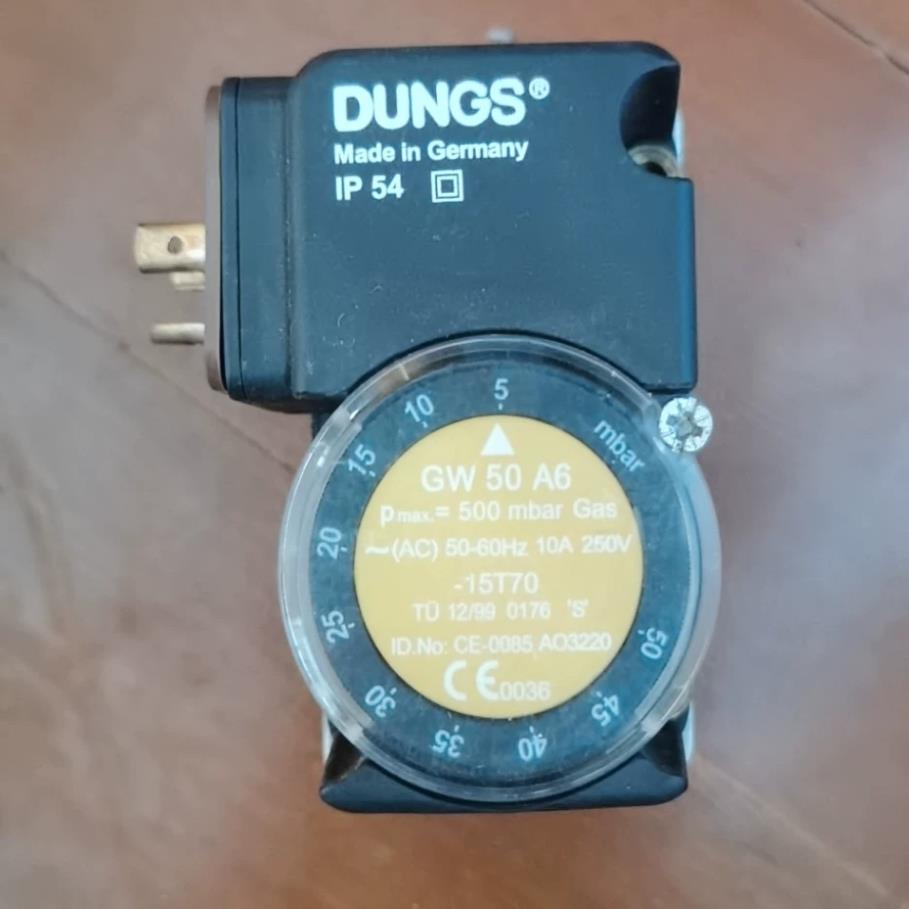 DUNGS®
Made in Germany
IP 54
5
10
15
20
25
30
35
40
45
50
mbar
GW 50 A6
pmax.= 500 mbar Gas
~(AC) 50-60Hz 10A 250V
-15T70
TÜ 12/99 0176 'S'
ID.No: CE-0085 AO3220
CE0036